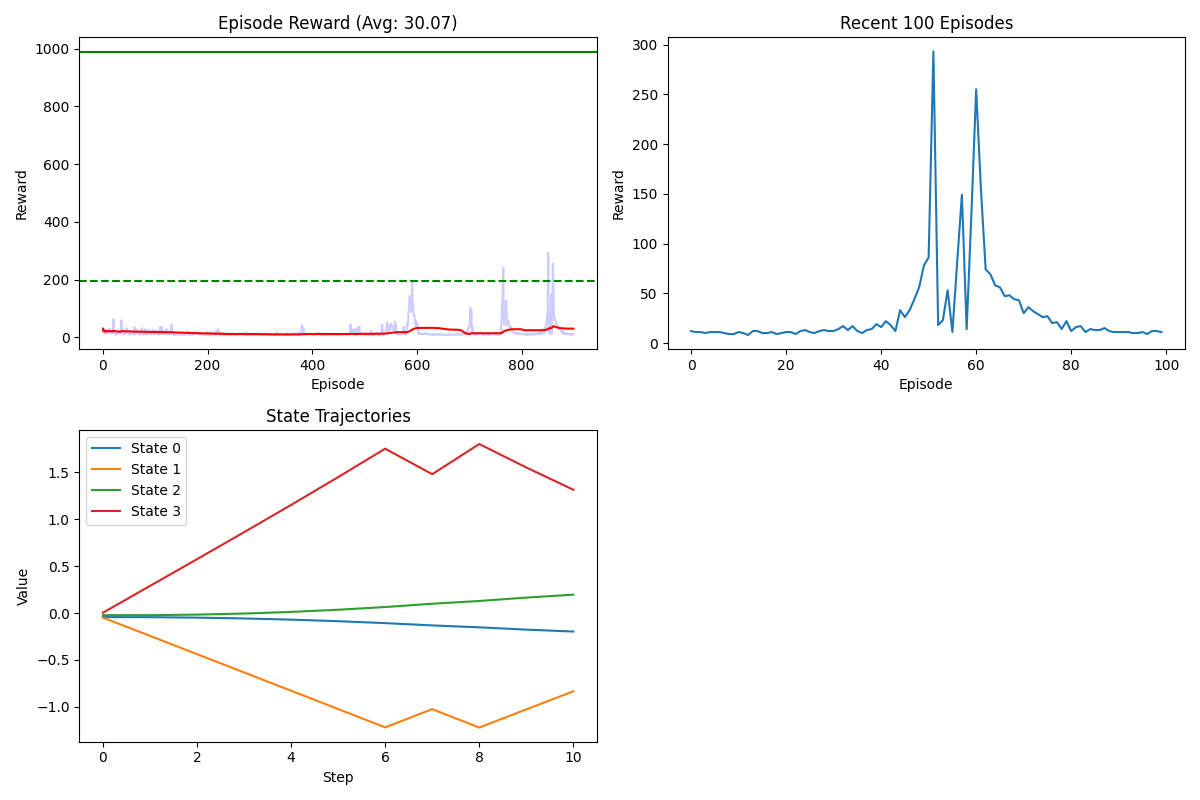 Episode Reward (Avg: 30.07)
1000
800
600
400
200
0
Reward
0 200 400 600 800
Episode
Recent 100 Episodes
300
250
200
150
100
50
0
Reward
0 20 40 60 80 100
Episode
State Trajectories
State 0
State 1
State 2
State 3
1.5
1.0
0.5
0.0
−0.5
−1.0
Value
0 2 4 6 8 10
Step